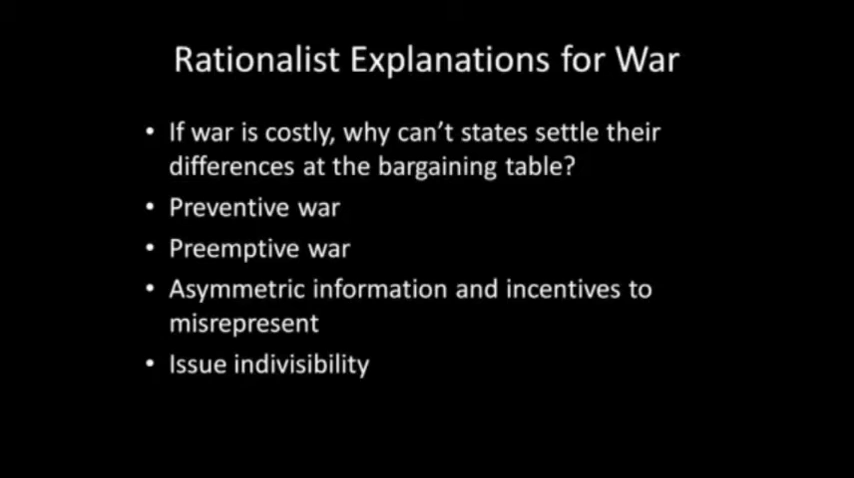 Rationalist Explanations for War
• If war is costly, why can't states settle their
differences at the bargaining table?
• Preventive war
• Preemptive war
• Asymmetric information and incentives to
misrepresent
• Issue indivisibility